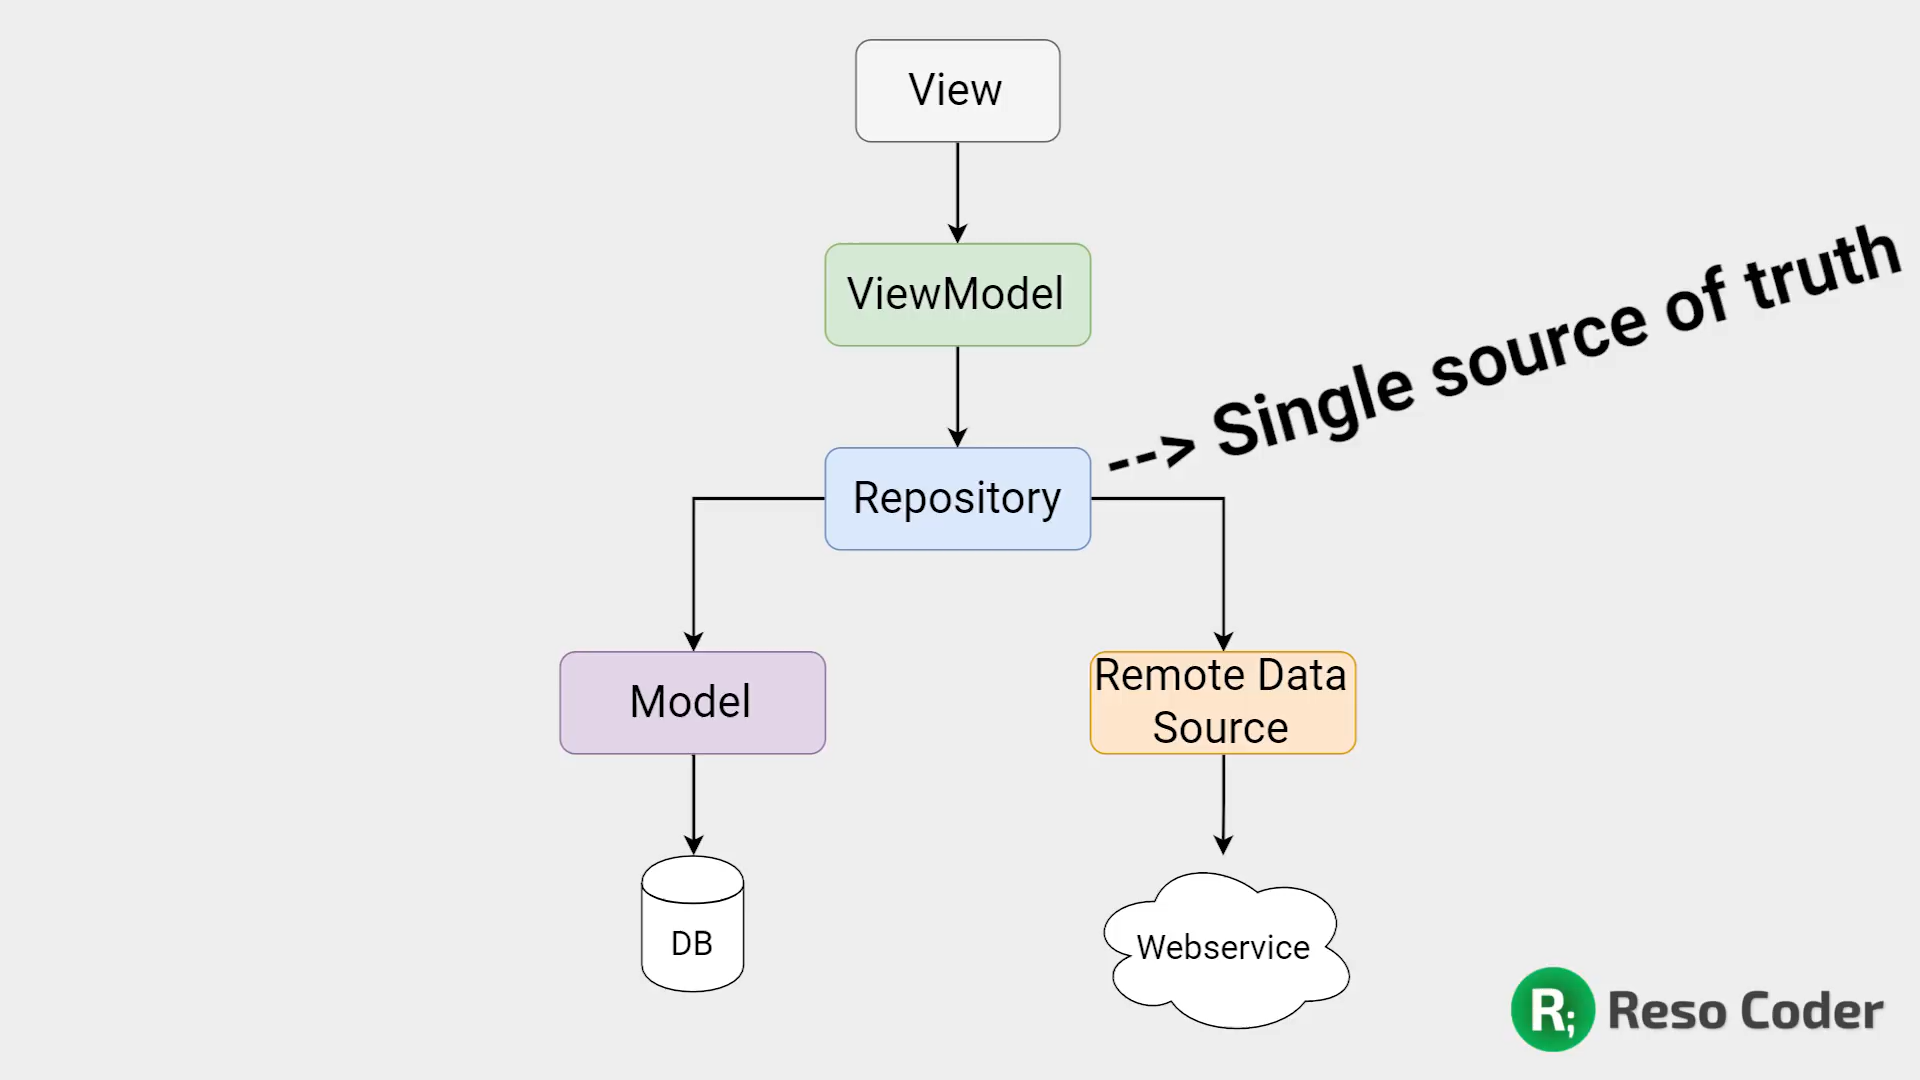 View
ViewModel
--> Single source of truth
Repository
Model
Remote Data
Source
DB
Webservice
R;
Reso Coder